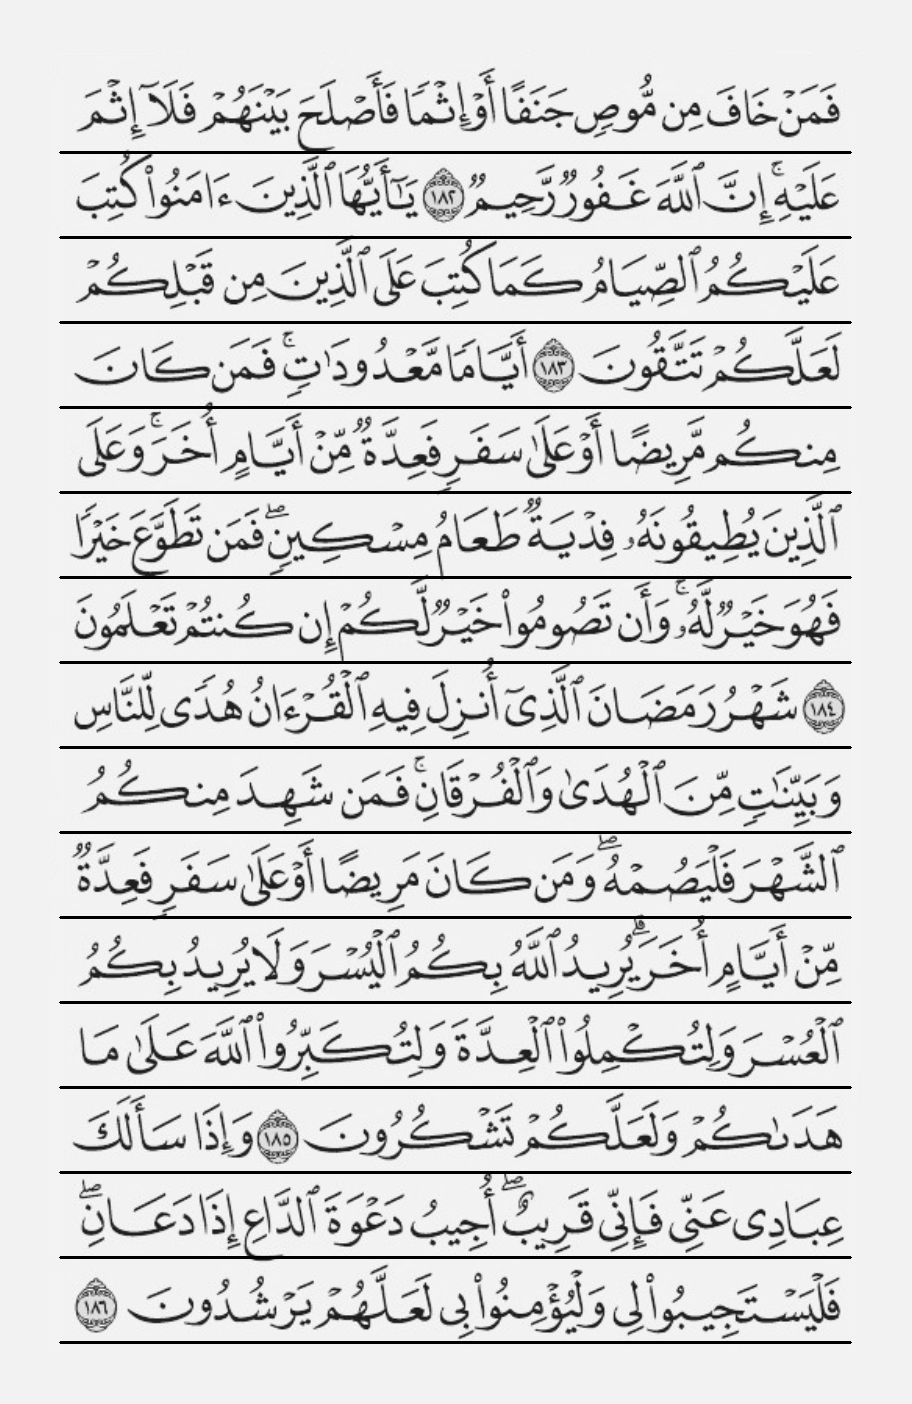 فَمَنْ خَافَ مِن مُّوصٍ جَنَفًا أَوْ إِثْمًا فَأَصْلَحَ بَيْنَهُمْ فَلَآ إِثْمَ
عَلَيْهِ ۚ إِنَّ ٱللَّهَ غَفُورٌ رَّحِيمٌ ١٨٢ يَٰٓأَيُّهَا ٱلَّذِينَ ءَامَنُوا۟ كُتِبَ
عَلَيْكُمُ ٱلصِّيَامُ كَمَا كُتِبَ عَلَى ٱلَّذِينَ مِن قَبْلِكُمْ
لَعَلَّكُمْ تَتَّقُونَ ١٨٣ أَيَّامًا مَّعْدُودَٰتٍ ۚ فَمَن كَانَ
مِنكُم مَّرِيضًا أَوْ عَلَىٰ سَفَرٍ فَعِدَّةٌ مِّنْ أَيَّامٍ أُخَرَ ۚ وَعَلَى
ٱلَّذِينَ يُطِيقُونَهُۥ فِدْيَةٌ طَعَامُ مِسْكِينٍ ۖ فَمَن تَطَوَّعَ خَيْرًا
فَهُوَ خَيْرٌ لَّهُۥ ۚ وَأَن تَصُومُوا۟ خَيْرٌ لَّكُمْ إِن كُنتُمْ تَعْلَمُونَ
١٨٤ شَهْرُ رَمَضَانَ ٱلَّذِىٓ أُنزِلَ فِيهِ ٱلْقُرْءَانُ هُدًى لِّلنَّاسِ
وَبَيِّنَٰتٍ مِّنَ ٱلْهُدَىٰ وَٱلْفُرْقَانِ ۚ فَمَن شَهِدَ مِنكُمُ
ٱلشَّهْرَ فَلْيَصُمْهُ ۖ وَمَن كَانَ مَرِيضًا أَوْ عَلَىٰ سَفَرٍ فَعِدَّةٌ
مِّنْ أَيَّامٍ أُخَرَ ۗ يُرِيدُ ٱللَّهُ بِكُمُ ٱلْيُسْرَ وَلَا يُرِيدُ بِكُمُ
ٱلْعُسْرَ وَلِتُكْمِلُوا۟ ٱلْعِدَّةَ وَلِتُكَبِّرُوا۟ ٱللَّهَ عَلَىٰ مَا
هَدَىٰكُمْ وَلَعَلَّكُمْ تَشْكُرُونَ ١٨٥ وَإِذَا سَأَلَكَ
عِبَادِى عَنِّى فَإِنِّى قَرِيبٌ ۖ أُجِيبُ دَعْوَةَ ٱلدَّاعِ إِذَا دَعَانِ ۖ
فَلْيَسْتَجِيبُوا۟ لِى وَلْيُؤْمِنُوا۟ بِى لَعَلَّهُمْ يَرْشُدُونَ ١٨٦